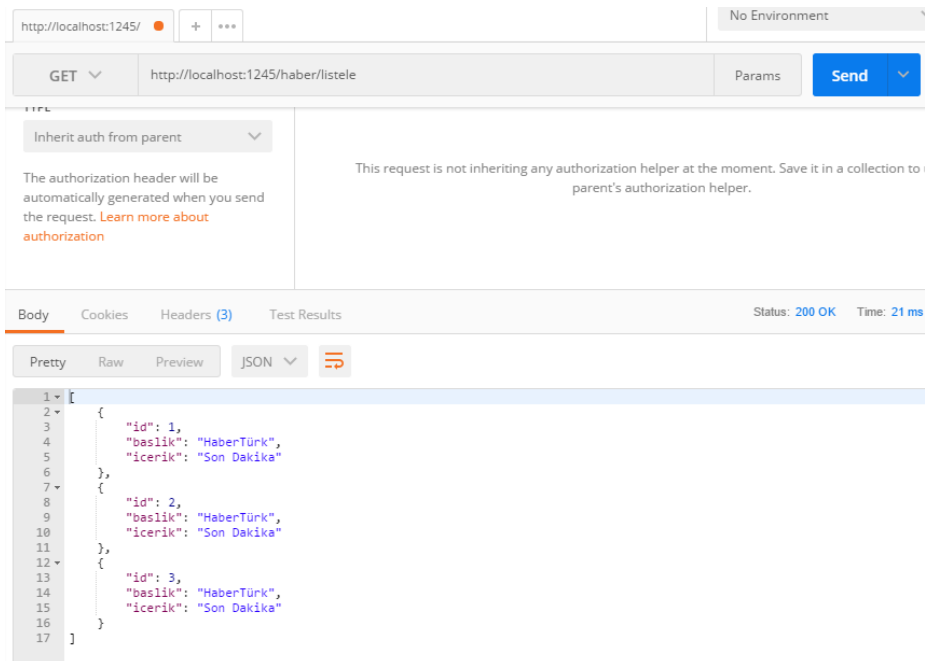 http://localhost:1245/
No Environment
GET
http://localhost:1245/haber/listele
Params
Send
TYPE
Inherit auth from parent
The authorization header will be
automatically generated when you send
the request. Learn more about
authorization
This request is not inheriting any authorization helper at the moment. Save it in a collection to
parent's authorization helper.
Body
Cookies
Headers (3)
Test Results
Status: 200 OK
Time: 21 ms
Pretty
Raw
Preview
JSON
1 [
2 {
3 "id": 1,
4 "baslik": "HaberTürk",
5 "icerik": "Son Dakika"
6 },
7 {
8 "id": 2,
9 "baslik": "HaberTürk",
10 "icerik": "Son Dakika"
11 },
12 {
13 "id": 3,
14 "baslik": "HaberTürk",
15 "icerik": "Son Dakika"
16 }
17 ]